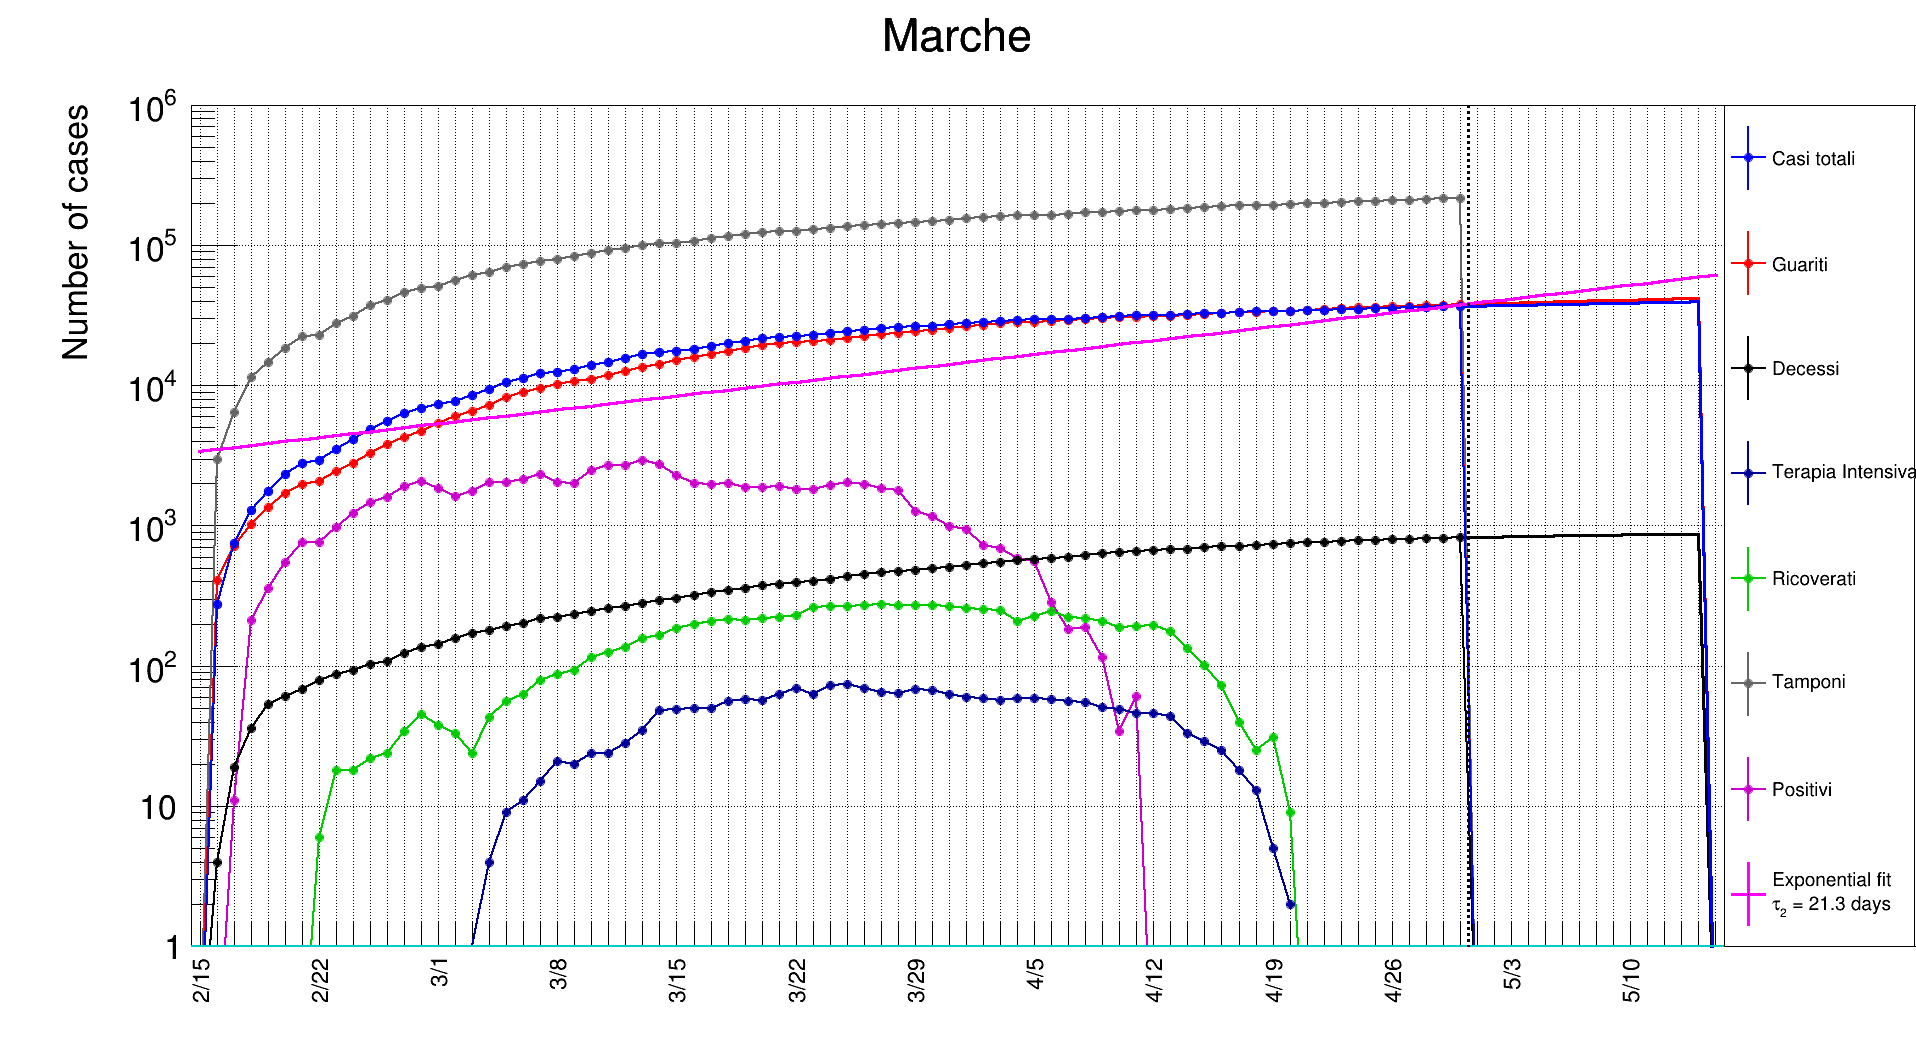 Marche
Number of cases
10^6
10^5
10^4
10^3
10^2
10
1
2/15
2/22
3/1
3/8
3/15
3/22
3/29
4/5
4/12
4/19
4/26
5/3
5/10
Casi totali
Guariti
Decessi
Terapia Intensiva
Ricoverati
Tamponi
Positivi
Exponential fit
τ₂ = 21.3 days